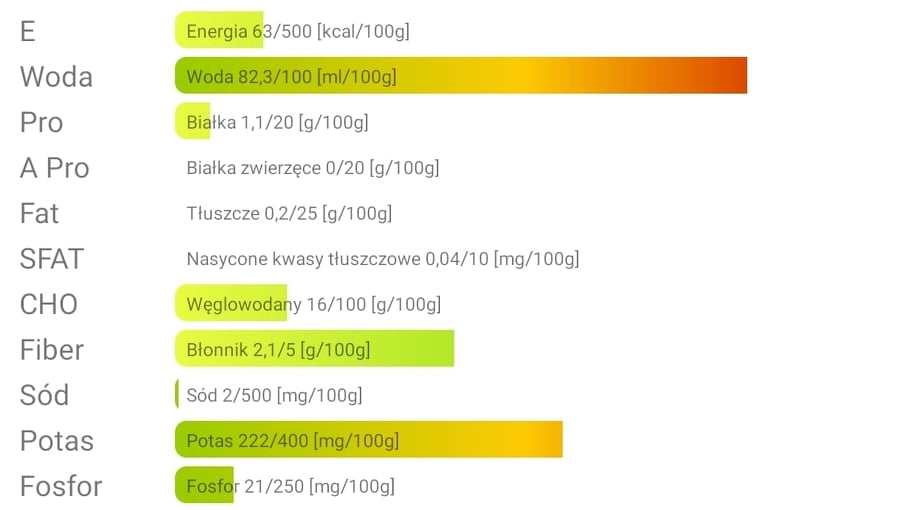 E Energia 63/500 [kcal/100g]
Woda Woda 82,3/100 [ml/100g]
Pro Białka 1,1/20 [g/100g]
A Pro Białka zwierzęce 0/20 [g/100g]
Fat Tłuszcze 0,2/25 [g/100g]
SFAT Nasycone kwasy tłuszczowe 0,04/10 [mg/100g]
CHO Węglowodany 16/100 [g/100g]
Fiber Błonnik 2,1/5 [g/100g]
Sód Sód 2/500 [mg/100g]
Potas Potas 222/400 [mg/100g]
Fosfor Fosfor 21/250 [mg/100g]